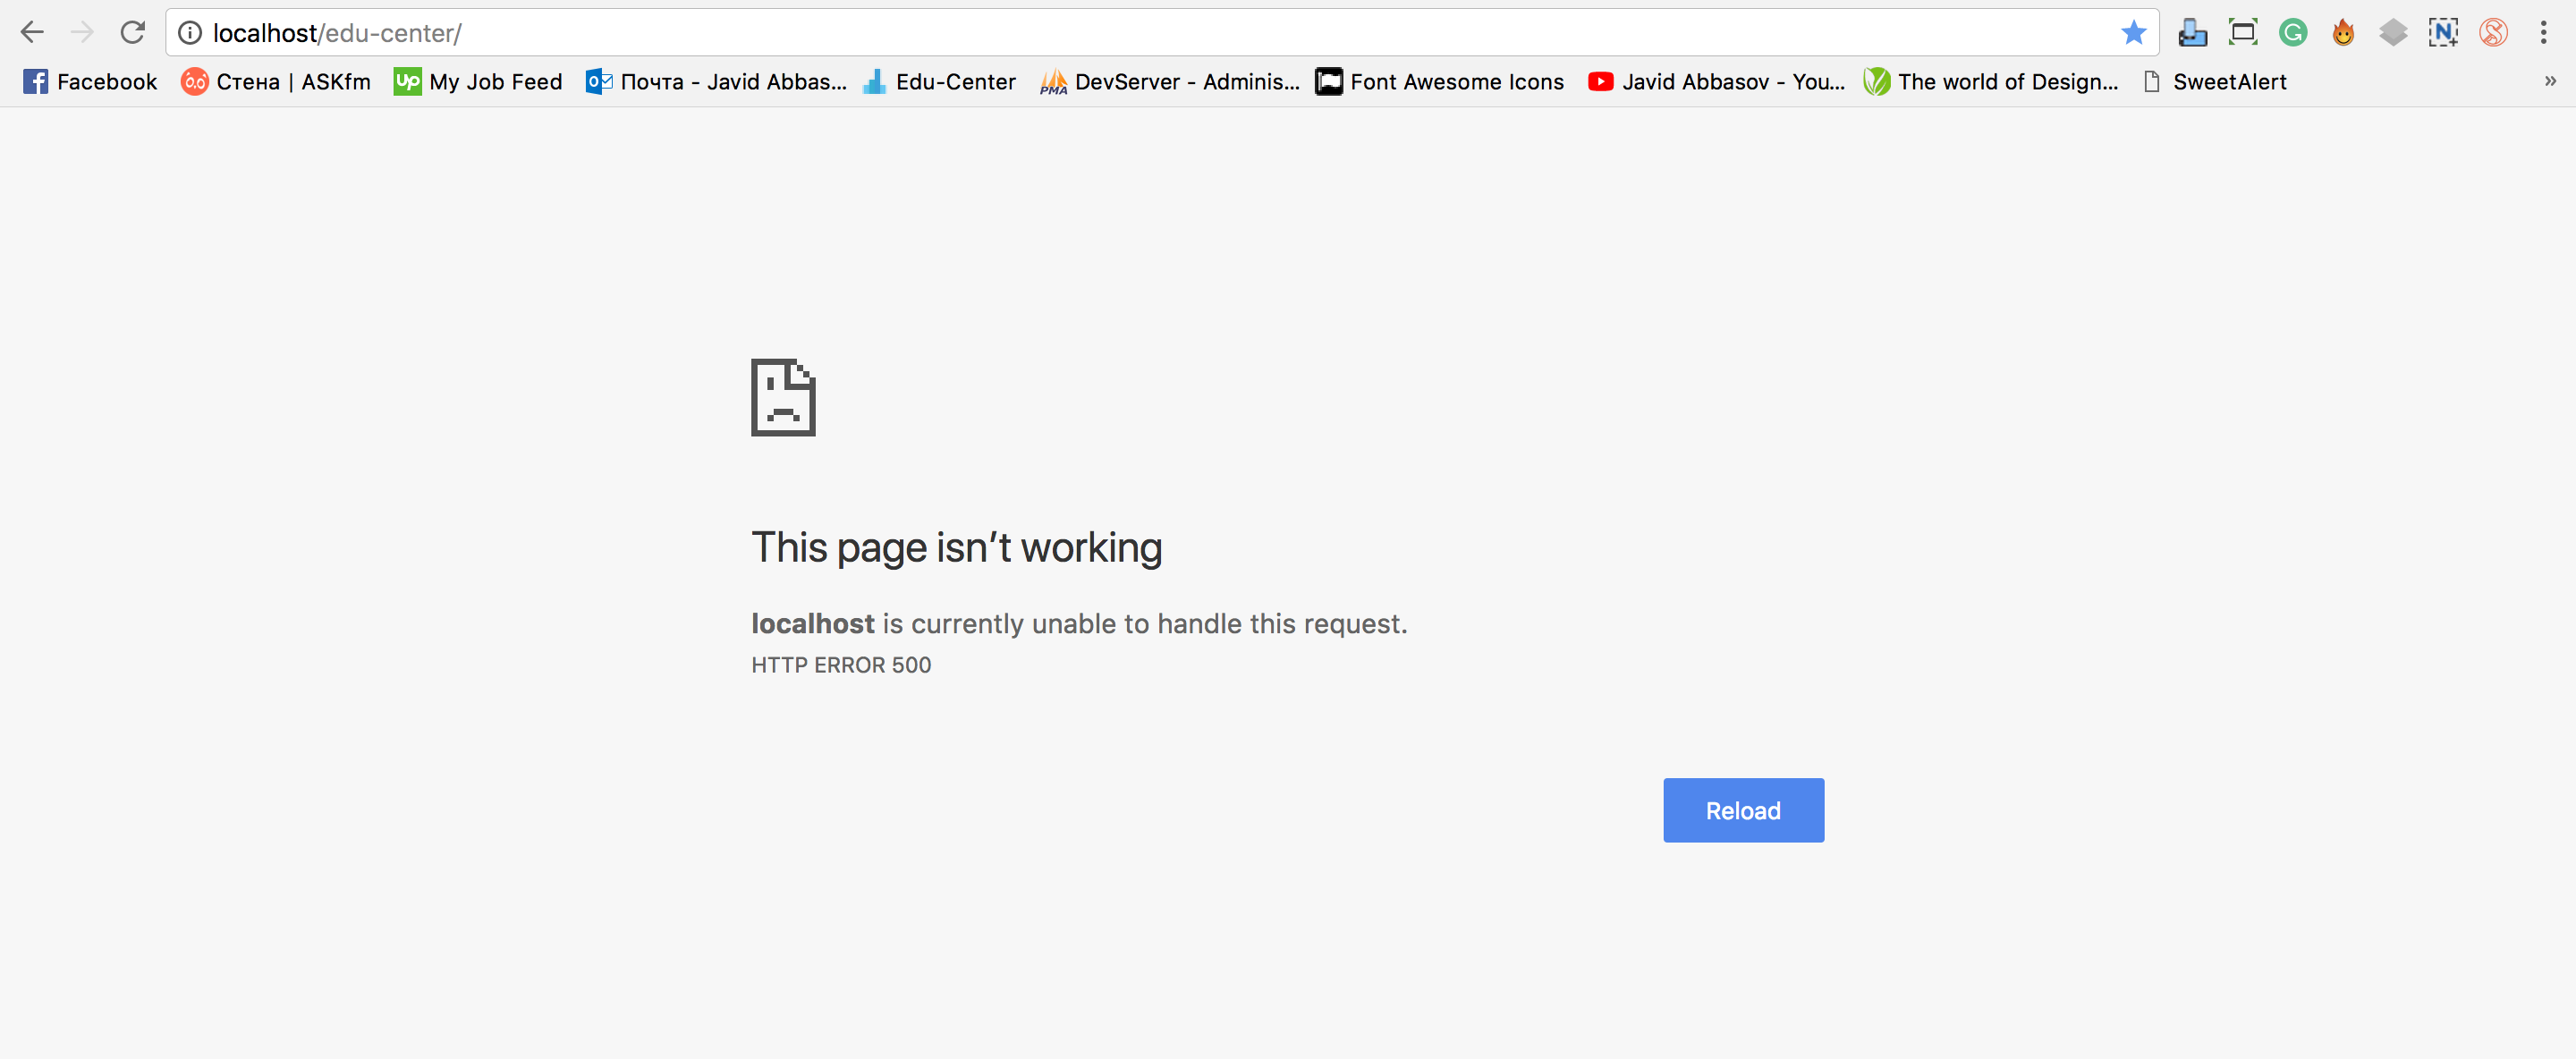 localhost/edu-center/
Facebook Стена | ASKfm My Job Feed Почта - Javid Abbas... Edu-Center DevServer - Adminis... Font Awesome Icons Javid Abbasov - You... The world of Design... SweetAlert »
This page isn’t working
localhost is currently unable to handle this request.
HTTP ERROR 500
Reload